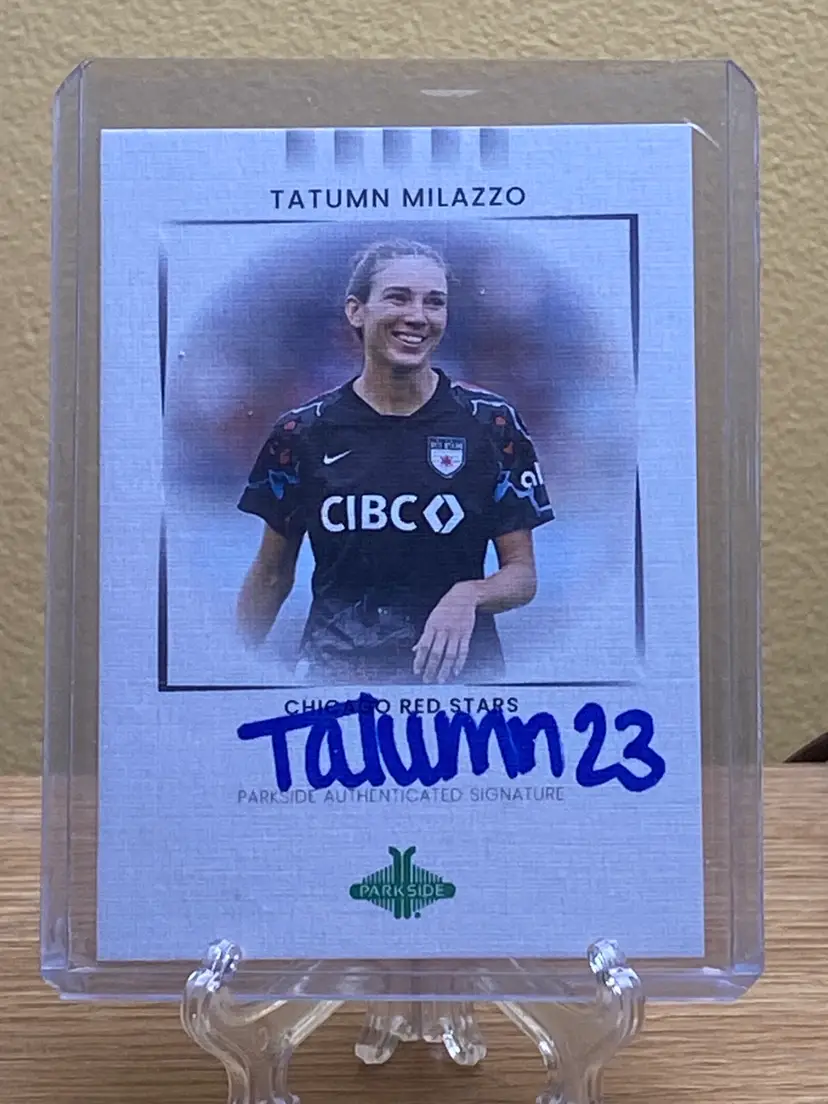 TATUMN MILAZZO
CIBC
CHICAGO RED STARS
Tatumn 23
PARKSIDE AUTHENTICATED SIGNATURE
PARKSIDE